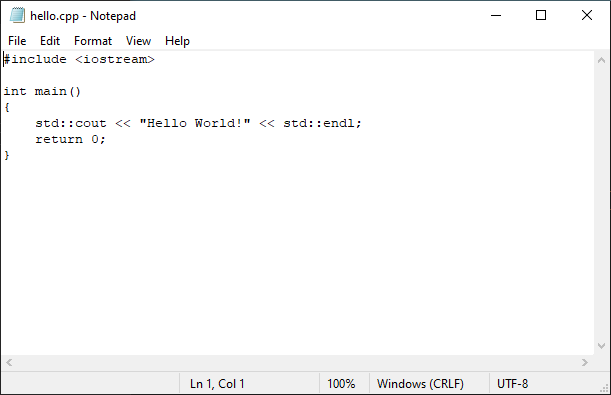 hello.cpp - Notepad
File Edit Format View Help
#include <iostream>

int main()
{
    std::cout << "Hello World!" << std::endl;
    return 0;
}
Ln 1, Col 1 100% Windows (CRLF) UTF-8